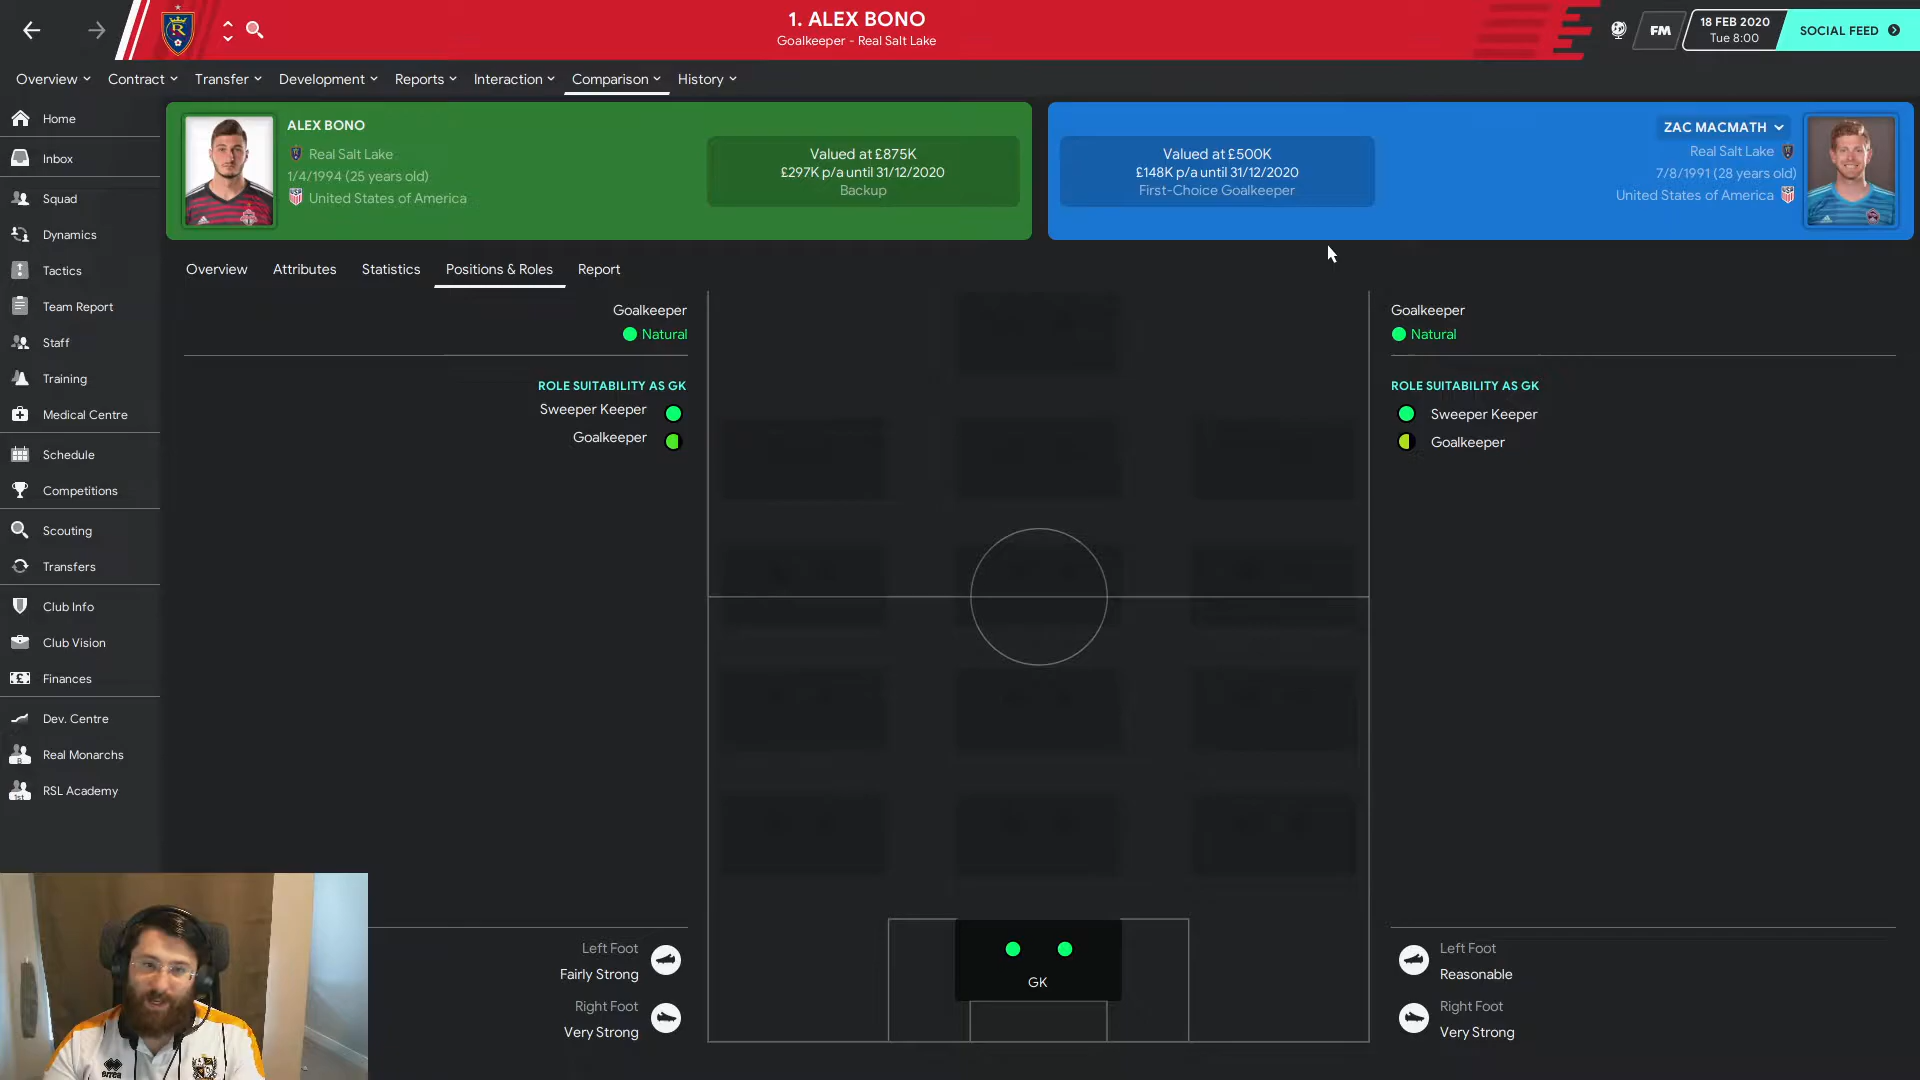 1. ALEX BONO
Goalkeeper - Real Salt Lake
FM
18 FEB 2020
Tue 8:00
SOCIAL FEED
Overview
Contract
Transfer
Development
Reports
Interaction
Comparison
History
Home
Inbox
Squad
Dynamics
Tactics
Team Report
Staff
Training
Medical Centre
Schedule
Competitions
Scouting
Transfers
Club Info
Club Vision
Finances
Dev. Centre
Real Monarchs
RSL Academy
ALEX BONO
Real Salt Lake
1/4/1994 (25 years old)
United States of America
Valued at £875K
£297K p/a until 31/12/2020
Backup
Valued at £500K
£148K p/a until 31/12/2020
First-Choice Goalkeeper
ZAC MACMATH
Real Salt Lake
7/8/1991 (28 years old)
United States of America
Overview
Attributes
Statistics
Positions & Roles
Report
Goalkeeper
Natural
ROLE SUITABILITY AS GK
Sweeper Keeper
Goalkeeper
Left Foot
Fairly Strong
Right Foot
Very Strong
GK
Goalkeeper
Natural
ROLE SUITABILITY AS GK
Sweeper Keeper
Goalkeeper
Left Foot
Reasonable
Right Foot
Very Strong
errea